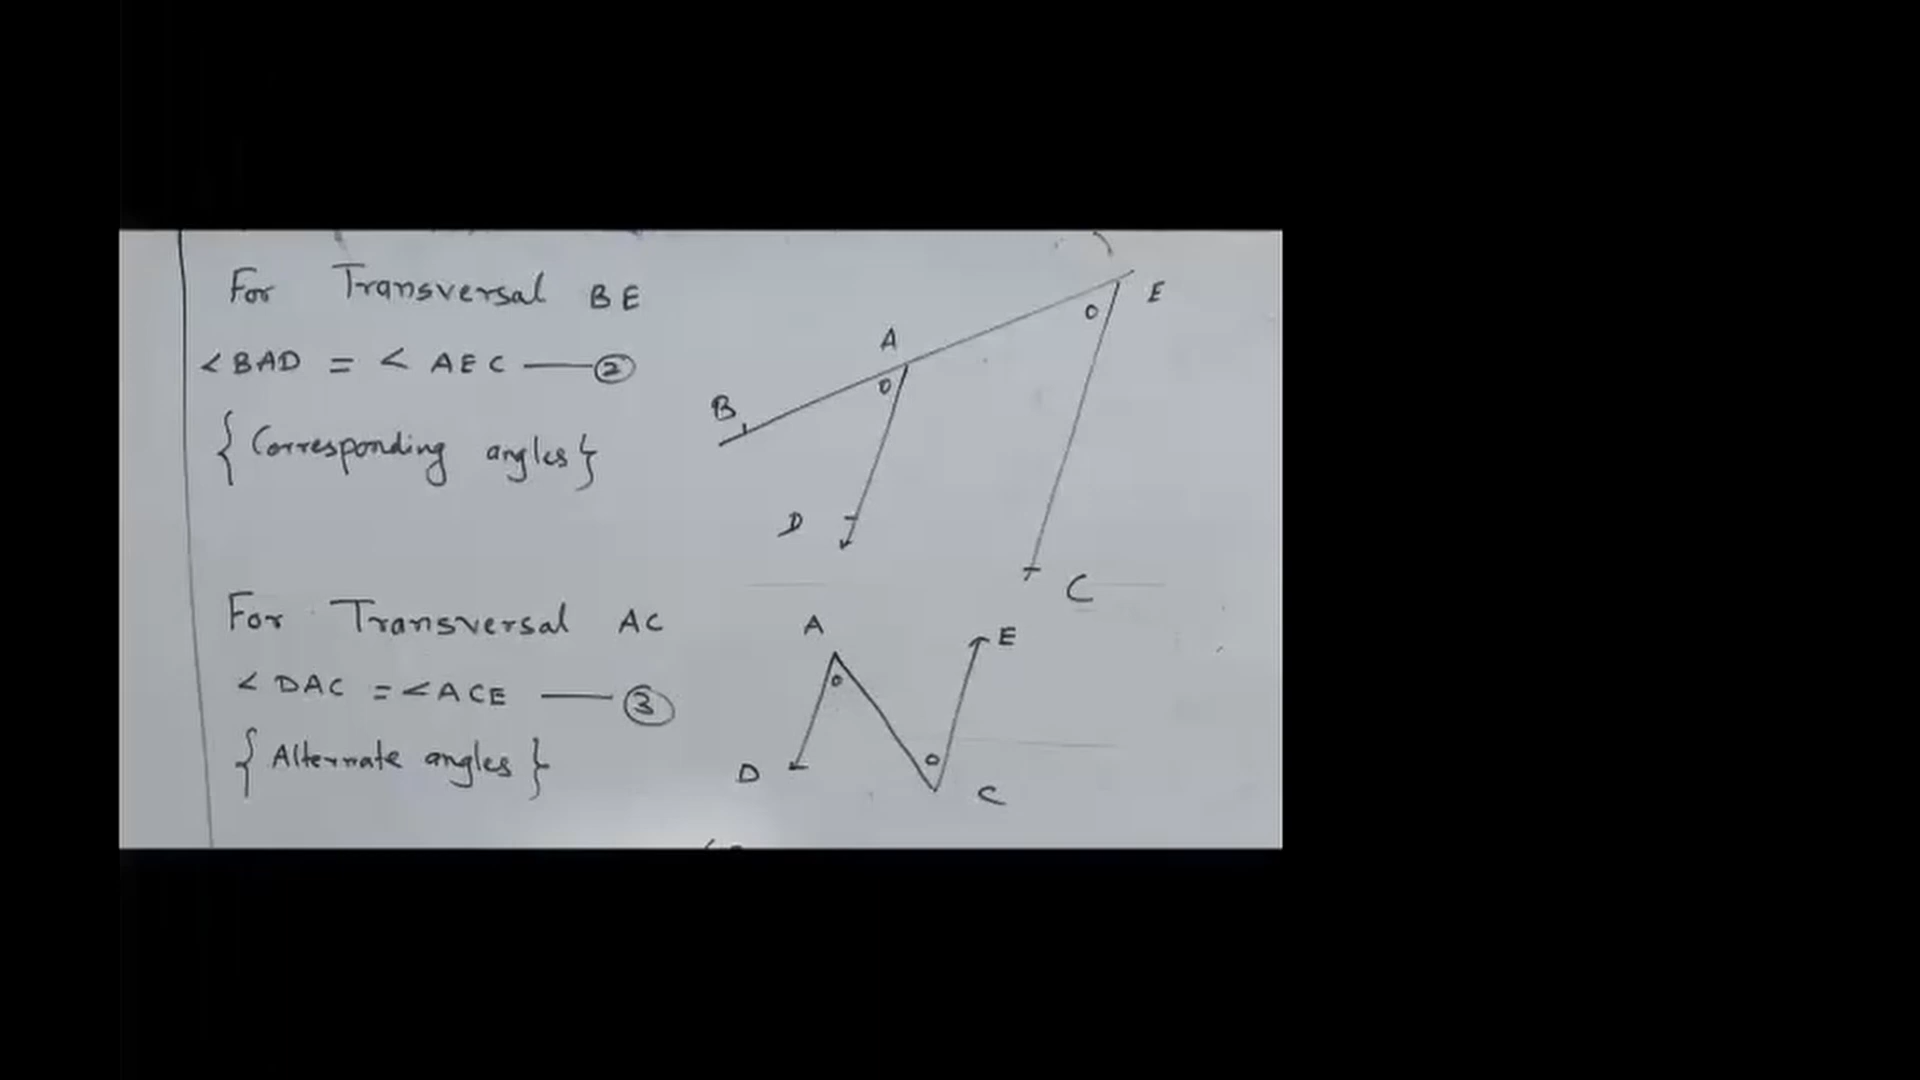 For Transversal BE
< BAD = < AEC —— ②
{ Corresponding angles }
A
E
B
D
C
For Transversal AC
< DAC = < ACE —— ③
{ Alternate angles }
A
E
D
C